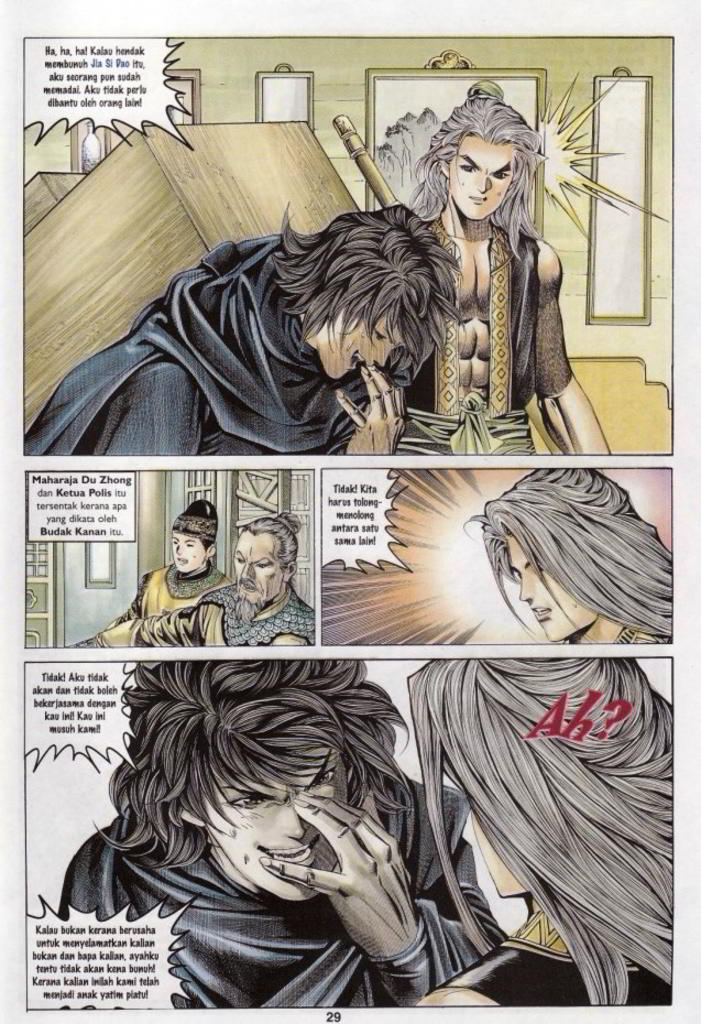 Ha, ha, ha! Kalau hendak
membunuh Jia Si Dao itu,
aku seorang pun sudah
memadai. Aku tidak perlu
dibantu oleh orang lain!
Maharaja Du Zhong
dan Ketua Polis itu
tersentak kerana apa
yang dikata oleh
Budak Kanan itu.
Tidak! Kita
harus tolong-
menolong
antara satu
sama lain!
Tidak! Aku tidak
akan dan tidak boleh
bekerjasama dengan
kau ini! Kau ini
musuh kami!
Ah?
Kalau bukan kerana berusaha
untuk menyelamatkan kalian
bukan dan bapa kalian, ayahku
tentu tidak akan kena bunuh!
Kerana kalian inilah kami telah
menjadi anak yatim piatu!
29